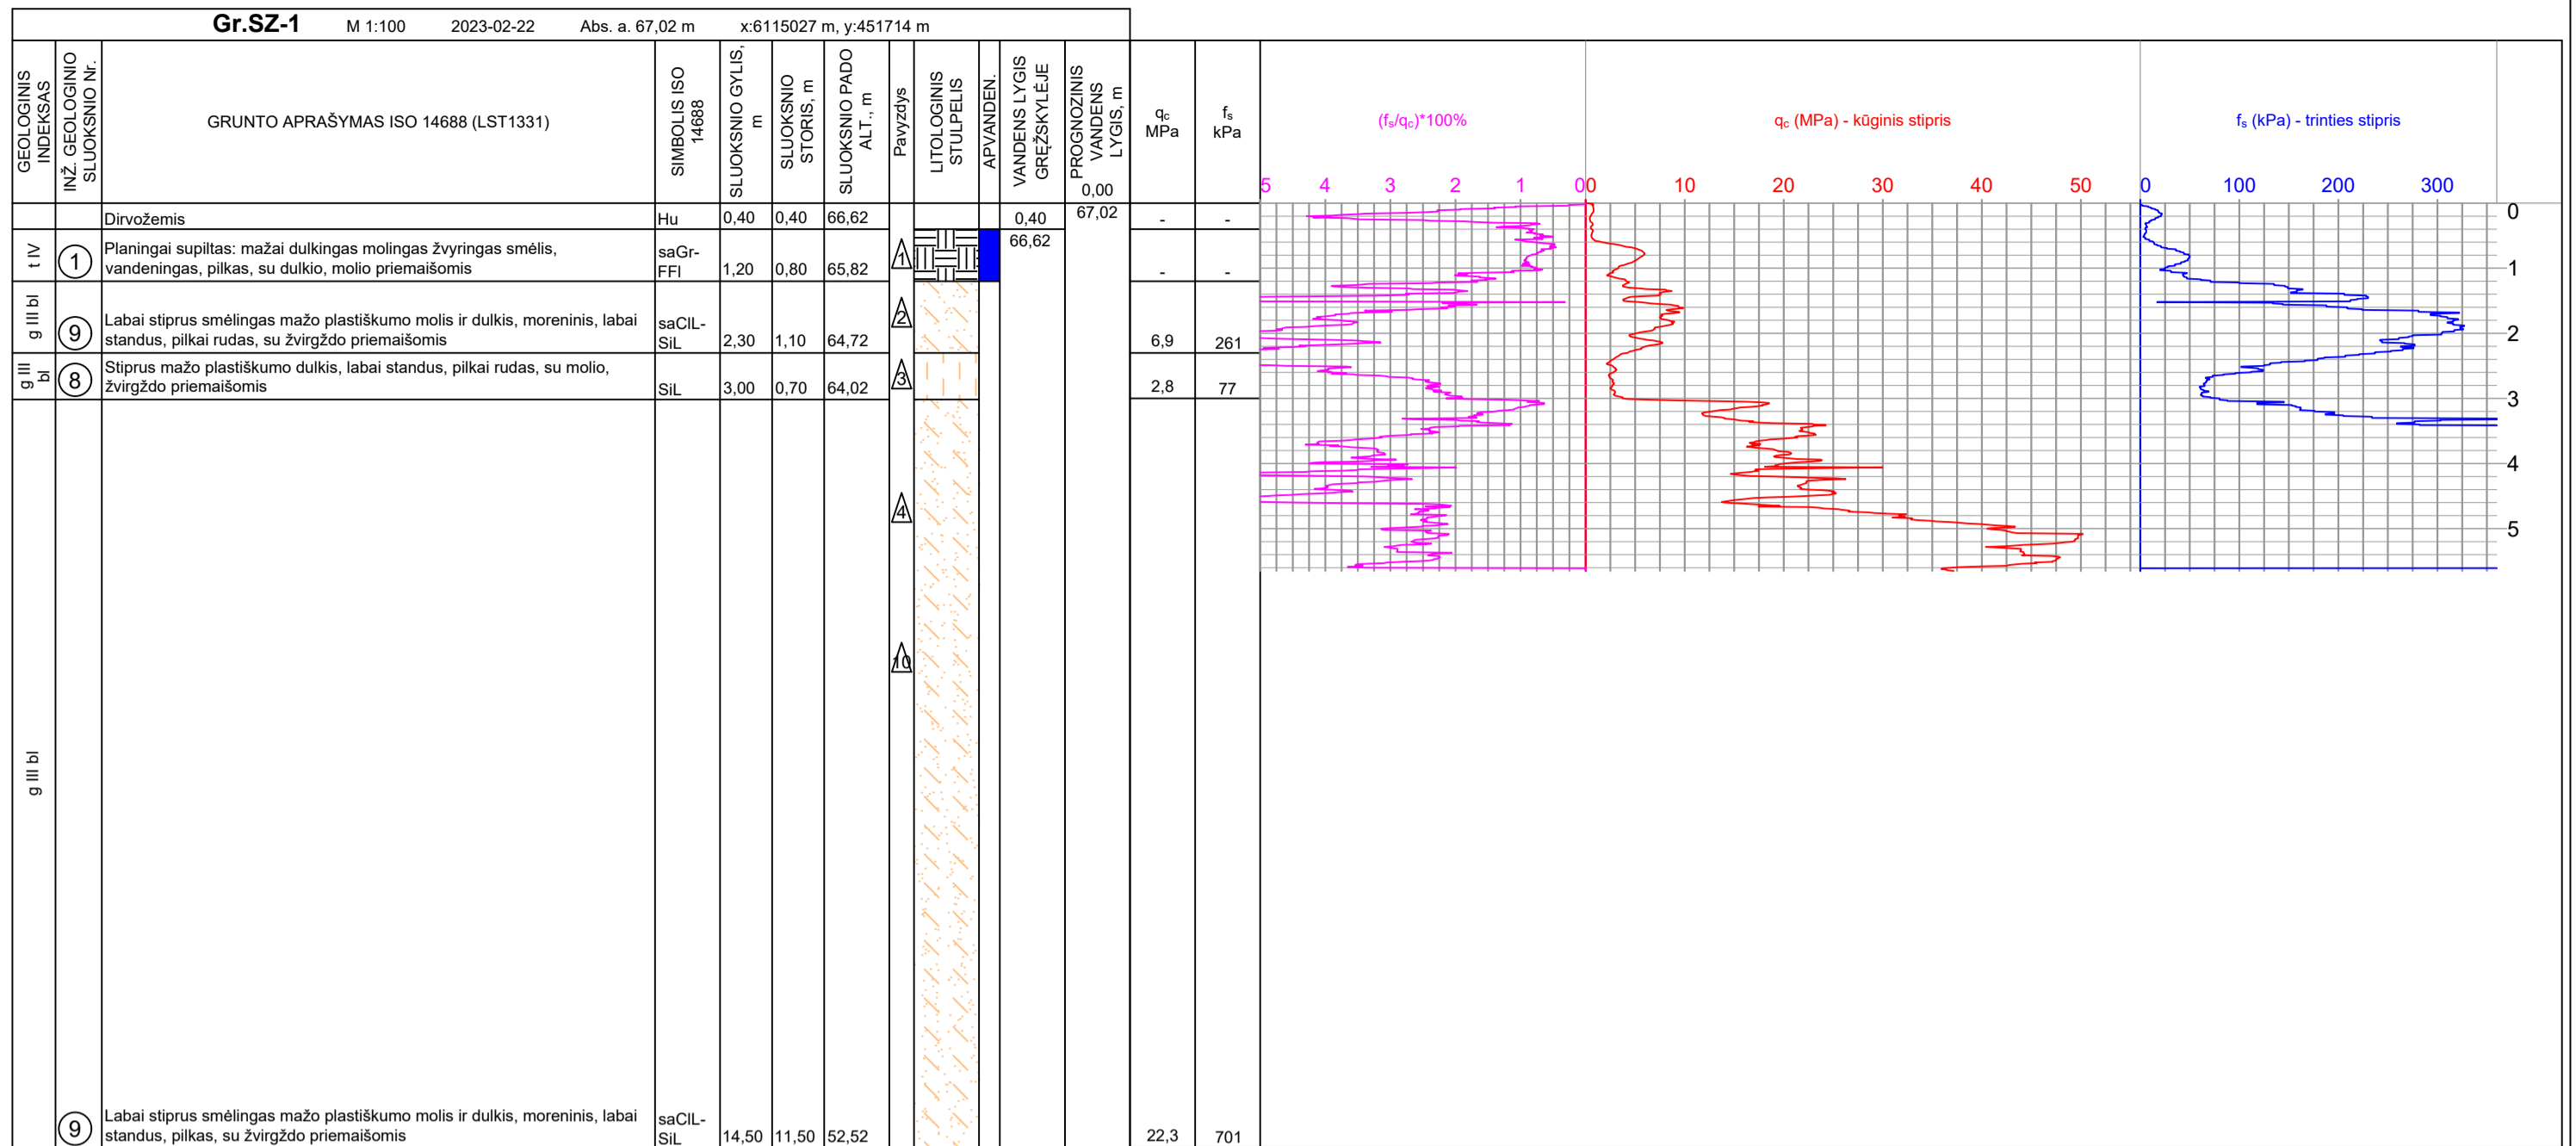 Gr.SZ-1 M 1:100 2023-02-22 Abs. a. 67,02 m x:6115027 m, y:451714 m
GEOLOGINIS
INDEKSAS
INŽ. GEOLOGINIO
SLUOKSNIO Nr.
GRUNTO APRAŠYMAS ISO 14688 (LST1331)
SIMBOLIS ISO
14688
SLUOKSNIO GYLIS,
m
SLUOKSNIO
STORIS, m
SLUOKSNIO PADO
ALT., m
Pavyzdys
LITOLOGINIS
STULPELIS
APVANDEN.
VANDENS LYGIS
GRĘŽSKYLĖJE
PROGNOZINIS
VANDENS
LYGIS, m
0,00
qc
MPa
fs
kPa
(fs/qc)*100%
qc (MPa) - kūginis stipris
fs (kPa) - trinties stipris
5 4 3 2 1 0
0 10 20 30 40 50
0 100 200 300
Dirvožemis Hu 0,40 0,40 66,62 0,40 67,02 - -
66,62
t IV
1
Planingai supiltas: mažai dulkingas molingas žvyringas smėlis,
vandeningas, pilkas, su dulkio, molio priemaišomis
saGr-
FFI 1,20 0,80 65,82
1
- -
g III bl
9
Labai stiprus smėlingas mažo plastiškumo molis ir dulkis, moreninis, labai
standus, pilkai rudas, su žvirgždo priemaišomis
saClL-
SiL 2,30 1,10 64,72
2
6,9 261
g III
bl
8
Stiprus mažo plastiškumo dulkis, labai standus, pilkai rudas, su molio,
žvirgždo priemaišomis
SiL 3,00 0,70 64,02
3
2,8 77
g III bl
4
10
9
Labai stiprus smėlingas mažo plastiškumo molis ir dulkis, moreninis, labai
standus, pilkas, su žvirgždo priemaišomis
saClL-
SiL 14,50 11,50 52,52
22,3 701
0
1
2
3
4
5